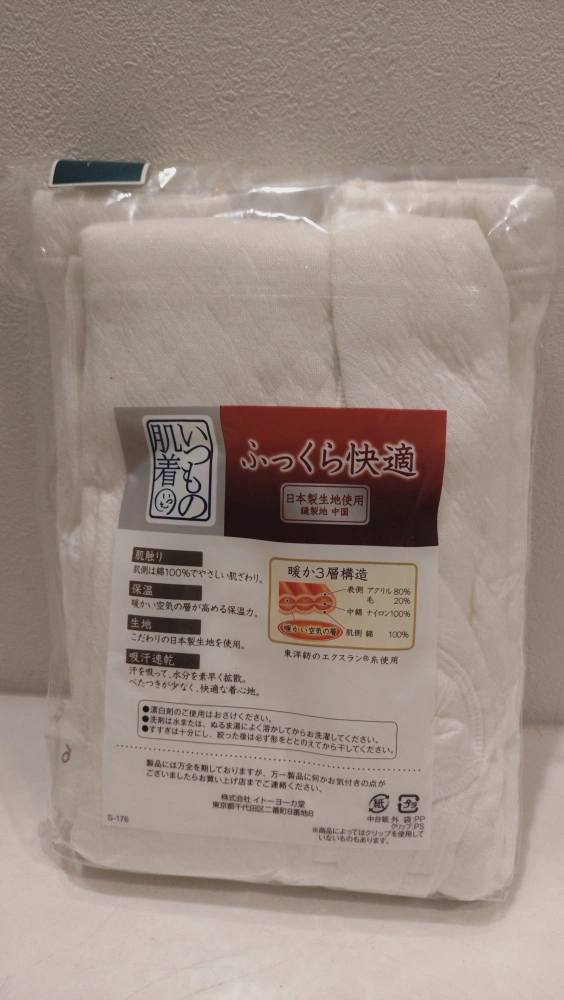 いつもの
肌着
ふっくら快適
日本製生地使用
縫製地 中国
肌触り
肌側は綿100%でやさしい肌ざわり。
保温
暖かい空気の層が高める保温力。
生地
こだわりの日本製生地を使用。
吸汗速乾
汗を吸って、水分を素早く拡散。
べたつきが少なく、快適な着心地。
暖か3層構造
表側 アクリル80%
毛 20%
中綿 ナイロン100%
肌側 綿 100%
暖かい空気の層
東洋紡のエクスラン®糸使用
●漂白剤のご使用はおさけください。
●洗剤は水または、ぬるま湯によく溶かしてからお洗濯してください。
●すすぎは十分にし、絞った後は必ず形をととのえてから干してください。
製品には万全を期しておりますが、万一製品に何かお気付きの点が
ございましたらお買い上げ店までご連絡ください。
株式会社 イトーヨーカ堂
東京都千代田区二番町8番地8
S-176
紙 プラ
中台紙 外 袋:PP
クリップ:PS
※商品によってはクリップを使用して
いないものもあります。